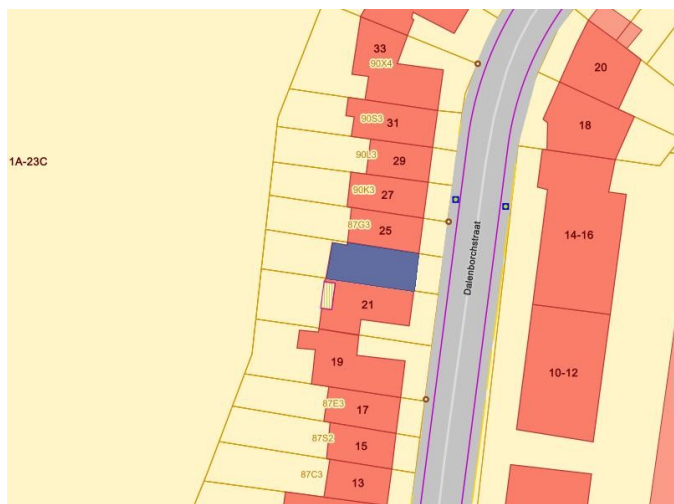 33
90X4
20
90S3
31
18
1A-23C
90L3
29
90K3
27
87G3
25
14-16
Dalenborchstraat
21
19
10-12
87E3
17
87S2
15
87C3
13